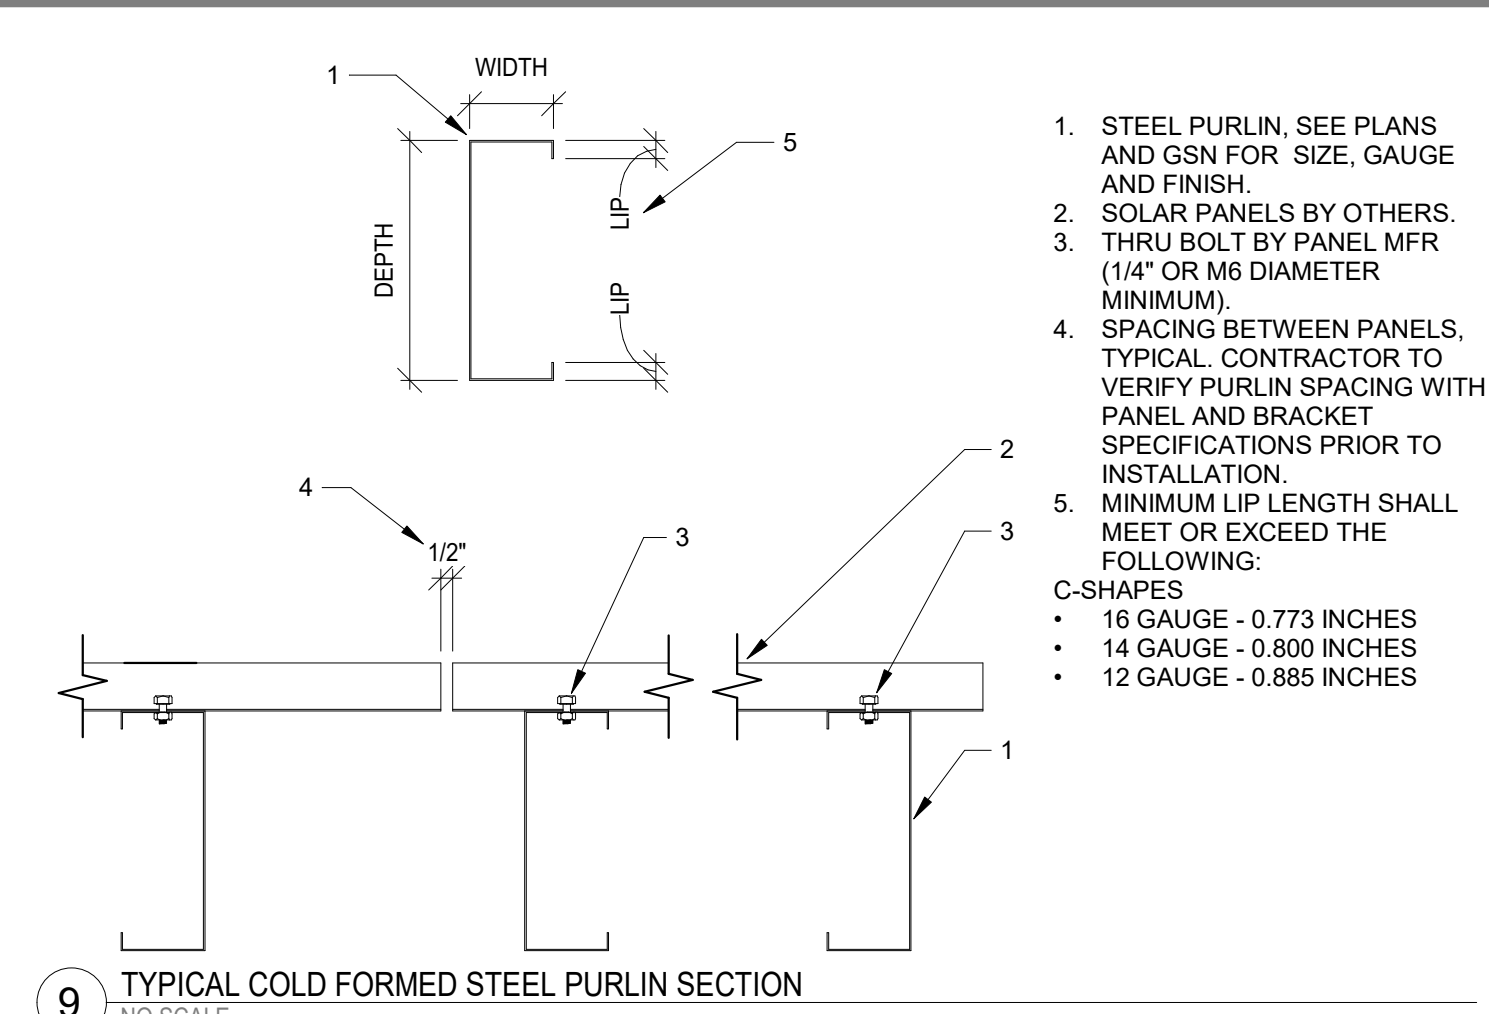 1
WIDTH
5
LIP
DEPTH
LIP
4
1/2"
3
2
3
1
1. STEEL PURLIN, SEE PLANS
AND GSN FOR SIZE, GAUGE
AND FINISH.
2. SOLAR PANELS BY OTHERS.
3. THRU BOLT BY PANEL MFR
(1/4" OR M6 DIAMETER
MINIMUM).
4. SPACING BETWEEN PANELS,
TYPICAL. CONTRACTOR TO
VERIFY PURLIN SPACING WITH
PANEL AND BRACKET
SPECIFICATIONS PRIOR TO
INSTALLATION.
5. MINIMUM LIP LENGTH SHALL
MEET OR EXCEED THE
FOLLOWING:
C-SHAPES
• 16 GAUGE - 0.773 INCHES
• 14 GAUGE - 0.800 INCHES
• 12 GAUGE - 0.885 INCHES
9
TYPICAL COLD FORMED STEEL PURLIN SECTION
NO SCALE